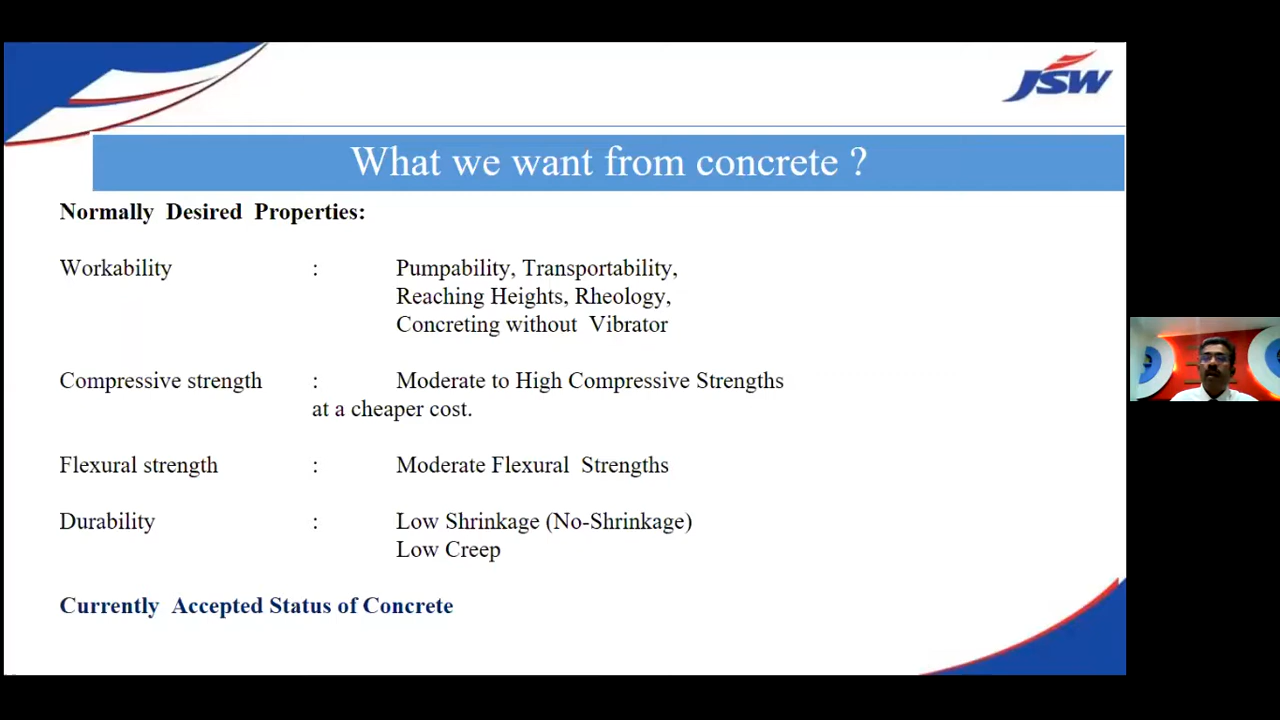 JSW
What we want from concrete ?
Normally Desired Properties:
Workability : Pumpability, Transportability,
Reaching Heights, Rheology,
Concreting without Vibrator
Compressive strength : Moderate to High Compressive Strengths
at a cheaper cost.
Flexural strength : Moderate Flexural Strengths
Durability : Low Shrinkage (No-Shrinkage)
Low Creep
Currently Accepted Status of Concrete